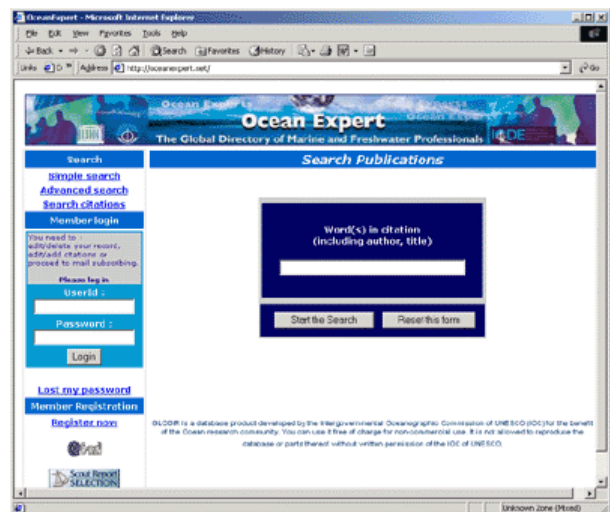 OceanExpert - Microsoft Internet Explorer
File Edit View Favorites Tools Help
Back Search Favorites History
Links Address http://oceanexpert.net/ Go
Ocean Expert
The Global Directory of Marine and Freshwater Professionals
Search
Simple search
Advanced search
Search citations
Member login
You need to :
edit/delete your record,
edit/add citations or
proceed to mail subscribing.
Please log in
UserId :
Password :
Login
Lost my password
Member Registration
Register now
Scout Report
SELECTION
Search Publications
Word(s) in citation
(including author, title)
Start the Search Reset this form
GLODIR is a database product developed by the Intergovernmental Oceanographic Commission of UNESCO (IOC) for the benefit
of the Ocean research community. You can use it free of charge for non-commercial use. It is not allowed to reproduce the
database or parts thereof without written permission of the IOC of UNESCO.
Unknown Zone (Mixed)